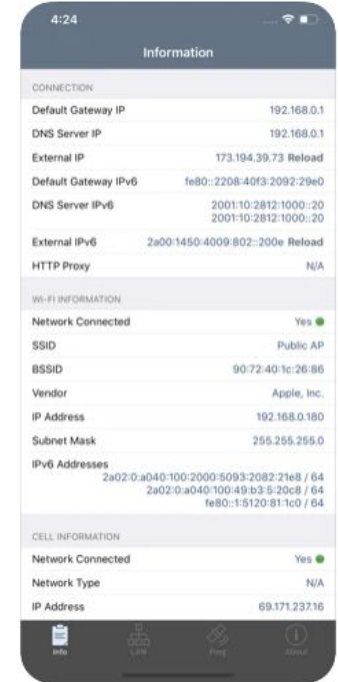 4:24
Information
CONNECTION
Default Gateway IP 192.168.0.1
DNS Server IP 192.168.0.1
External IP 173.194.39.73 Reload
Default Gateway IPv6 fe80::2208:40f3:2092:29e0
DNS Server IPv6 2001:10:2812:1000::20
2001:10:2812:1000::20
External IPv6 2a00:1450:4009:802::200e Reload
HTTP Proxy N/A
WI-FI INFORMATION
Network Connected Yes
SSID Public AP
BSSID 90:72:40:1c:26:86
Vendor Apple, Inc.
IP Address 192.168.0.180
Subnet Mask 255.255.255.0
IPv6 Addresses
2a02:0:a040:100:2000:5093:2082:21e8 / 64
2a02:0:a040:100:49:b3:5:20c8 / 64
fe80::1:5120:81:1c0 / 64
CELL INFORMATION
Network Connected Yes
Network Type N/A
IP Address 69.171.237.16
Info LAN Ping About